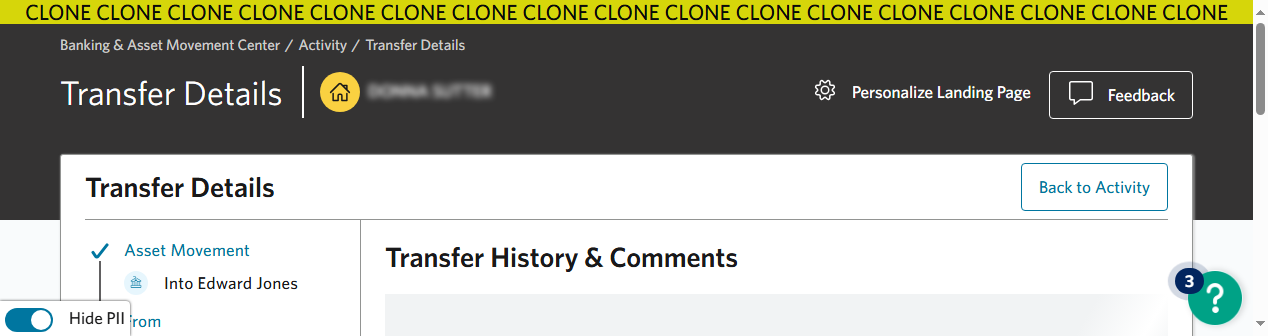 CLONE CLONE CLONE CLONE CLONE CLONE CLONE CLONE CLONE CLONE CLONE CLONE CLONE CLONE CLONE CLONE CLONE
Banking & Asset Movement Center / Activity / Transfer Details
Transfer Details
Personalize Landing Page
Feedback
Transfer Details
Back to Activity
Asset Movement
Into Edward Jones
From
Transfer History & Comments
3
?
Hide PII